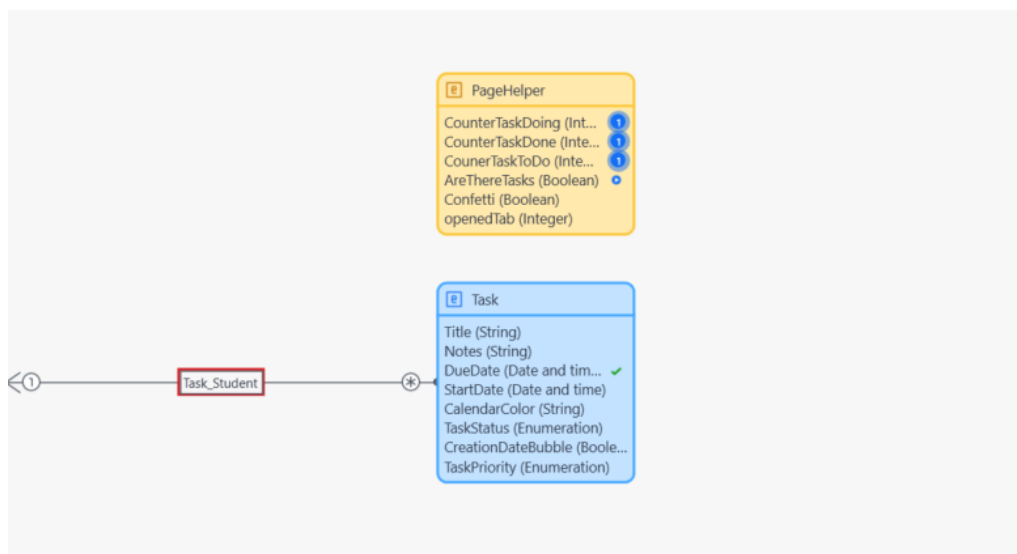 PageHelper
CounterTaskDoing (Int... 1
CounterTaskDone (Inte... 1
CounerTaskToDo (Inte... 1
AreThereTasks (Boolean)
Confetti (Boolean)
openedTab (Integer)
Task
Title (String)
Notes (String)
DueDate (Date and tim...
1 Task_Student *
StartDate (Date and time)
CalendarColor (String)
TaskStatus (Enumeration)
CreationDateBubble (Boole...
TaskPriority (Enumeration)